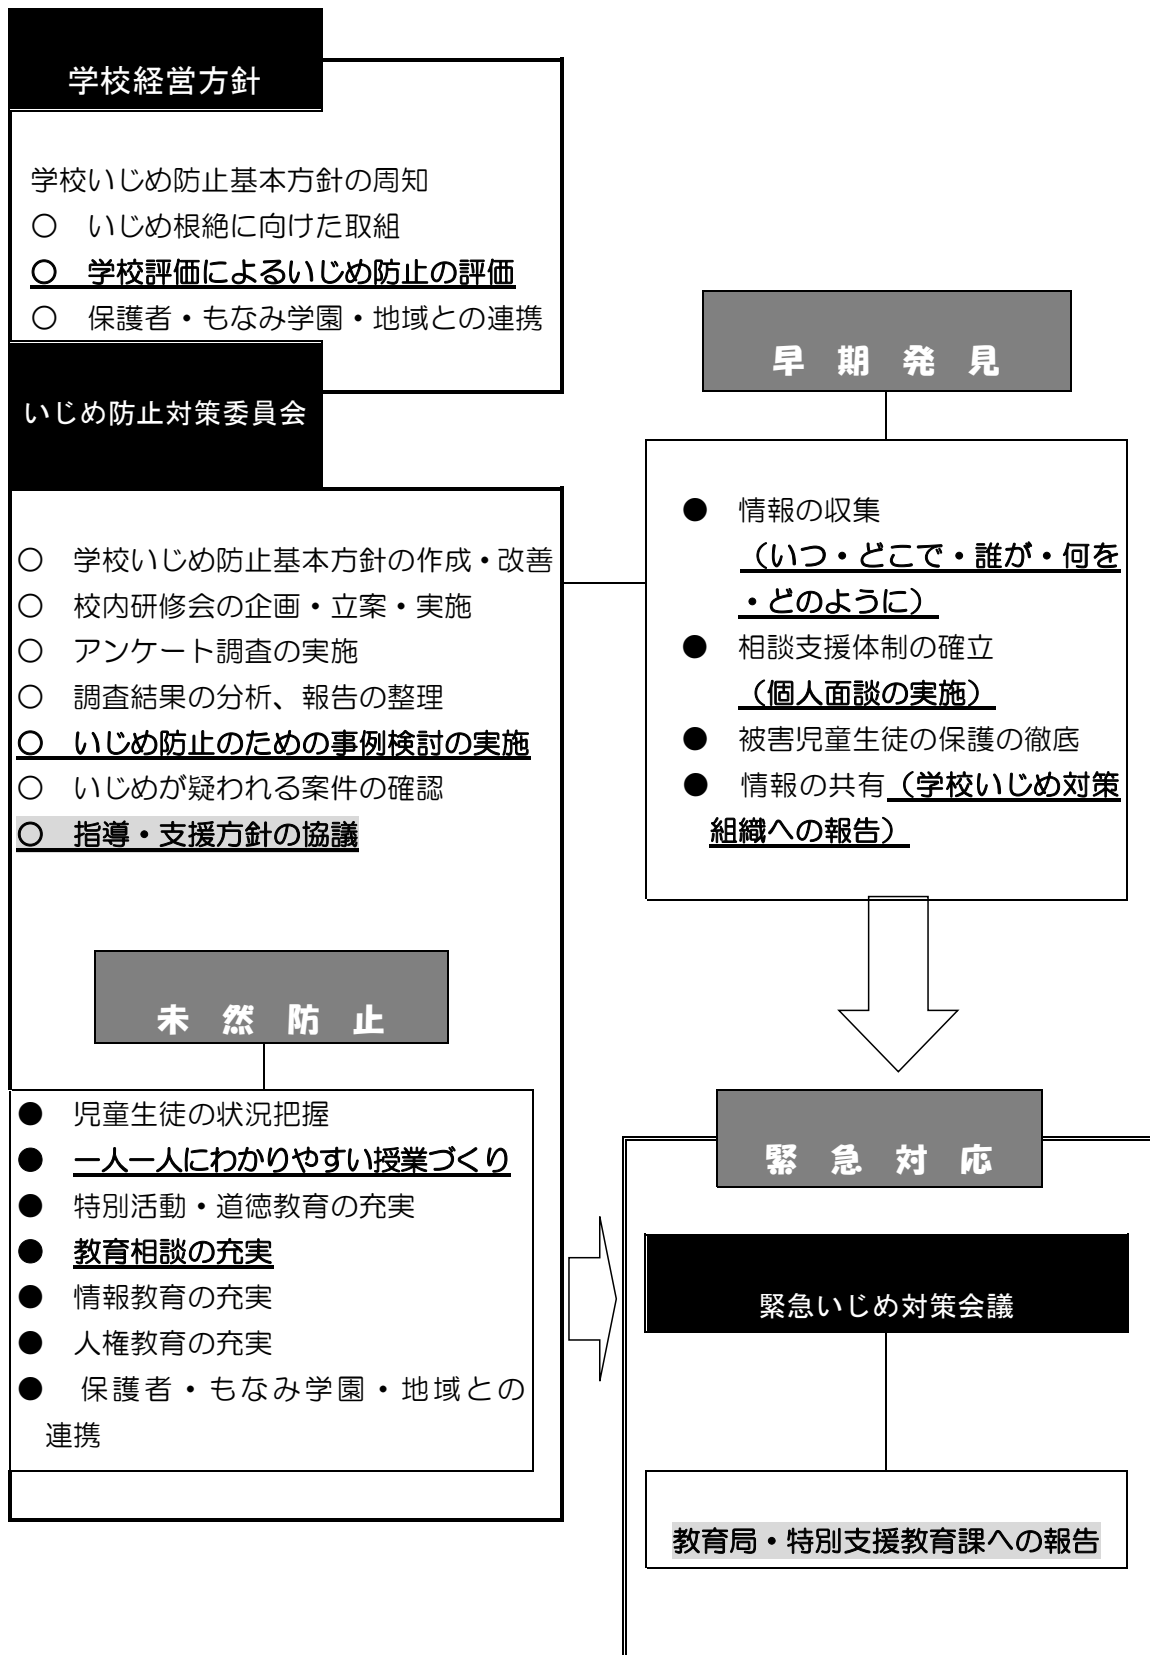 学校経営方針
学校いじめ防止基本方針の周知
○ いじめ根絶に向けた取組
○ 学校評価によるいじめ防止の評価
○ 保護者・もなみ学園・地域との連携
いじめ防止対策委員会
○ 学校いじめ防止基本方針の作成・改善
○ 校内研修会の企画・立案・実施
○ アンケート調査の実施
○ 調査結果の分析、報告の整理
○ いじめ防止のための事例検討の実施
○ いじめが疑われる案件の確認
○ 指導・支援方針の協議
未然防止
● 児童生徒の状況把握
● 一人一人にわかりやすい授業づくり
● 特別活動・道徳教育の充実
● 教育相談の充実
● 情報教育の充実
● 人権教育の充実
● 保護者・もなみ学園・地域との
連携
早期発見
● 情報の収集
（いつ・どこで・誰が・何を
・どのように）
● 相談支援体制の確立
（個人面談の実施）
● 被害児童生徒の保護の徹底
● 情報の共有（学校いじめ対策
組織への報告）
緊急対応
緊急いじめ対策会議
教育局・特別支援教育課への報告